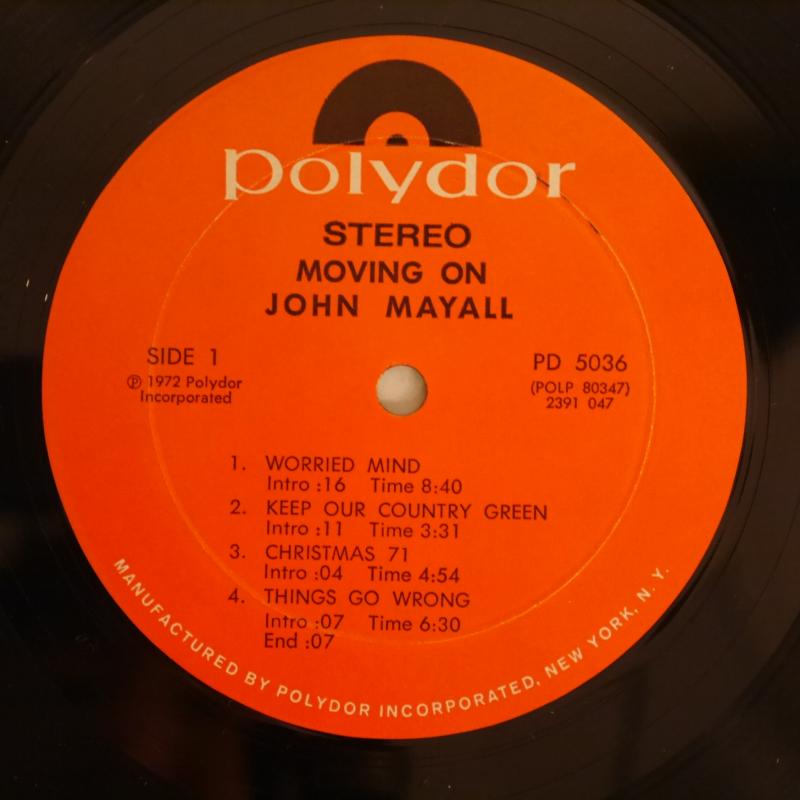 polydor
STEREO
MOVING ON
JOHN MAYALL
SIDE 1
℗ 1972 Polydor
Incorporated
PD 5036
(POLP 80347)
2391 047
1. WORRIED MIND
Intro :16 Time 8:40
2. KEEP OUR COUNTRY GREEN
Intro :11 Time 3:31
3. CHRISTMAS 71
Intro :04 Time 4:54
4. THINGS GO WRONG
Intro :07 Time 6:30
End :07
MANUFACTURED BY POLYDOR INCORPORATED, NEW YORK, N. Y.